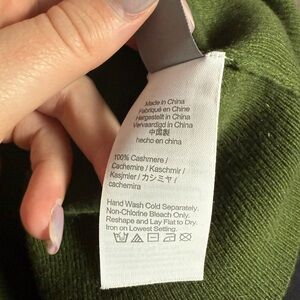 Made in China
Fabriqué en Chine
Hergestellt in China
Vervaardigd in China
中国製
hecho en china
100% Cashmere /
Cachemire / Kaschmir /
Kasjmier / カシミヤ /
cachemira
Hand Wash Cold Separately.
Non-Chlorine Bleach Only.
Reshape and Lay Flat to Dry.
Iron on Lowest Setting.